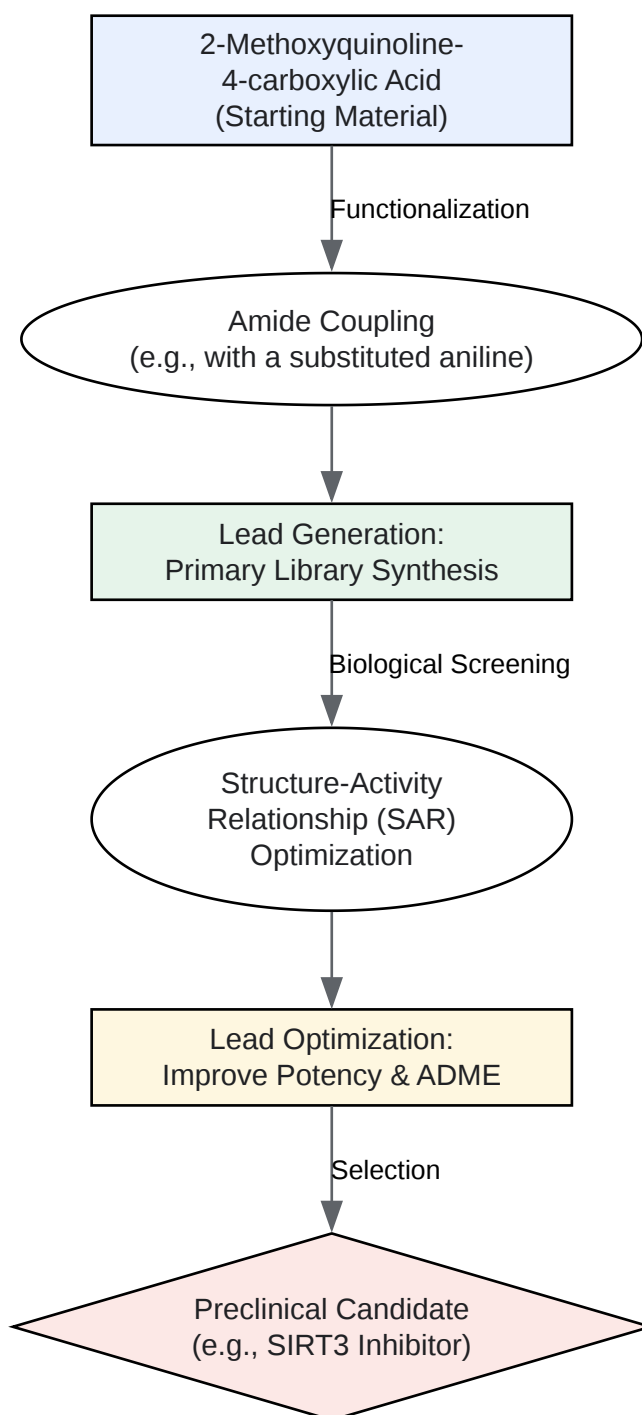 2-Methoxyquinoline-
4-carboxylic Acid
(Starting Material)
Functionalization
Amide Coupling
(e.g., with a substituted aniline)
Lead Generation:
Primary Library Synthesis
Biological Screening
Structure-Activity
Relationship (SAR)
Optimization
Lead Optimization:
Improve Potency & ADME
Selection
Preclinical Candidate
(e.g., SIRT3 Inhibitor)